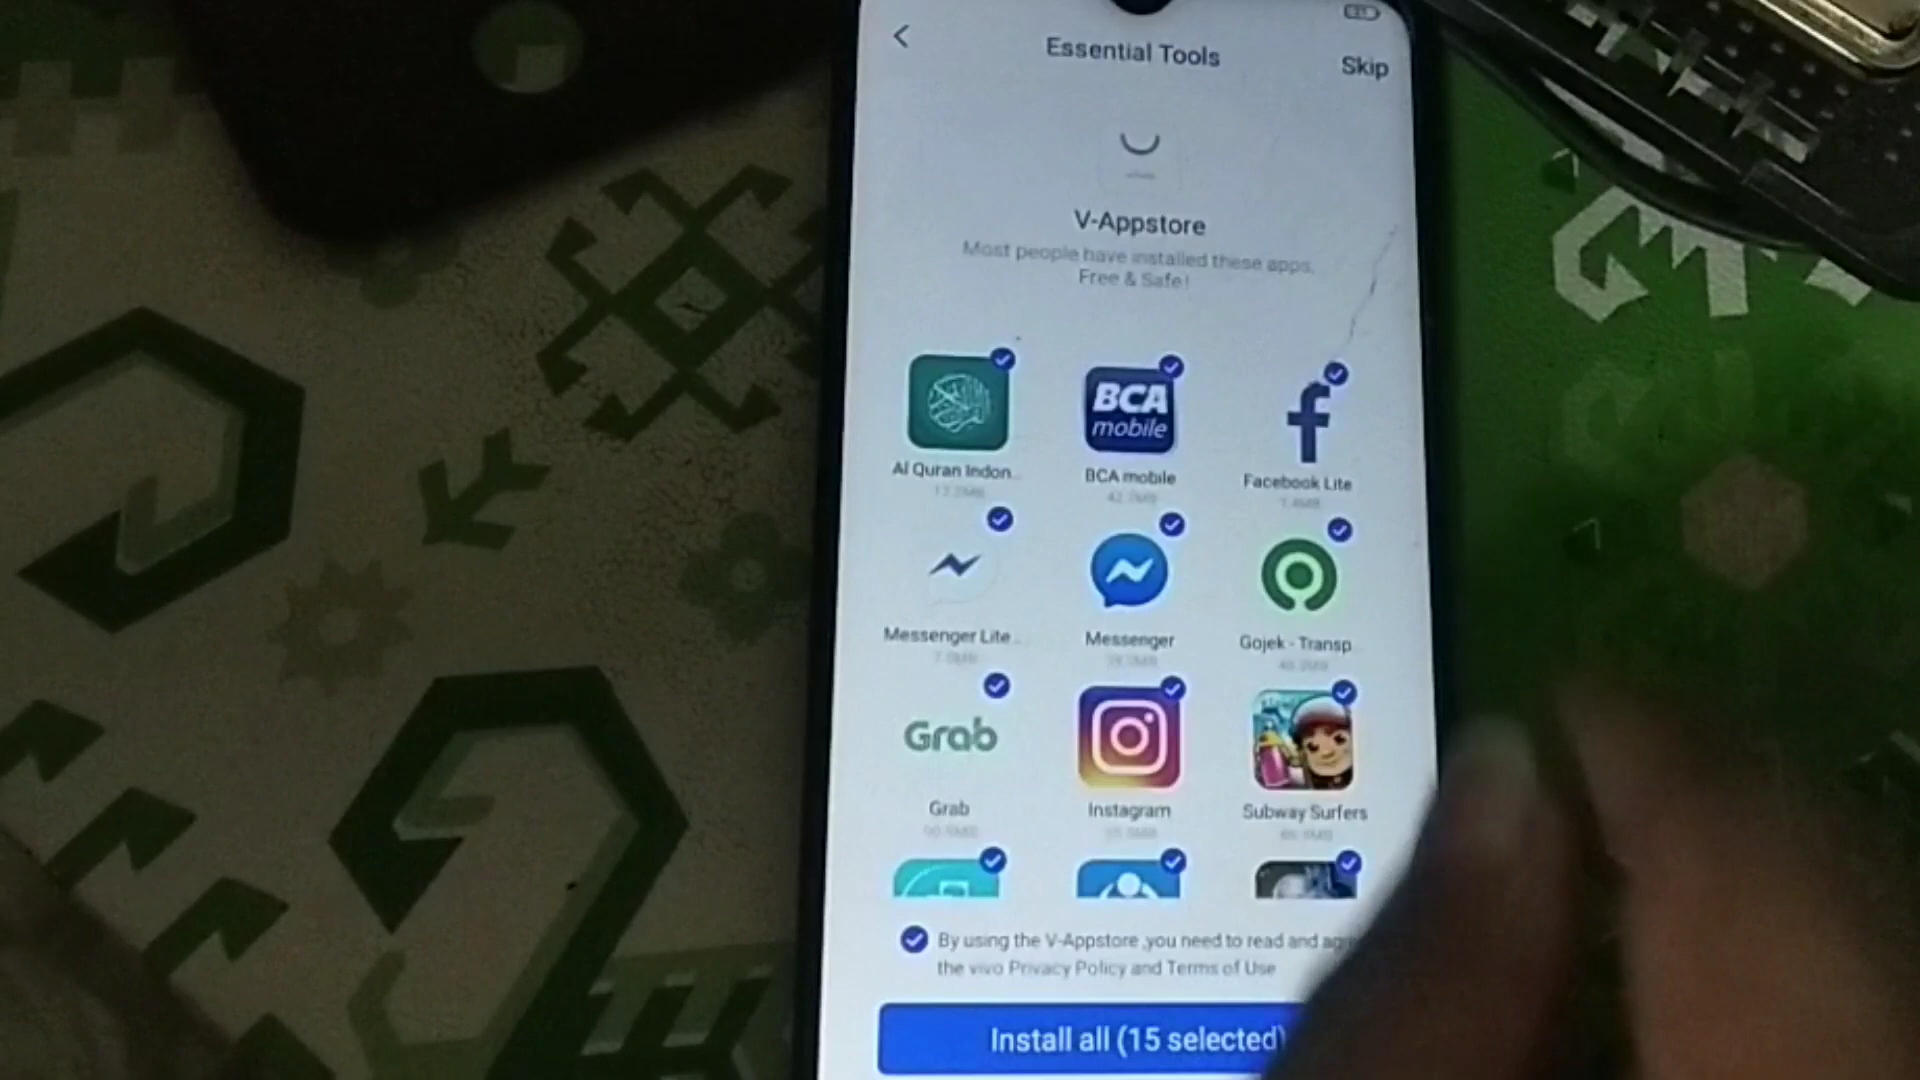 Essential Tools
Skip
V-Appstore
Most people have installed these apps,
Free & Safe!
BCA
mobile
Al Quran Indon...
BCA mobile
Facebook Lite
Messenger Lite...
Messenger
Gojek - Transp
Grab
Grab
Instagram
Subway Surfers
By using the V-Appstore ,you need to read and
the vivo Privacy Policy and Terms of Use
Install all (15 selected)